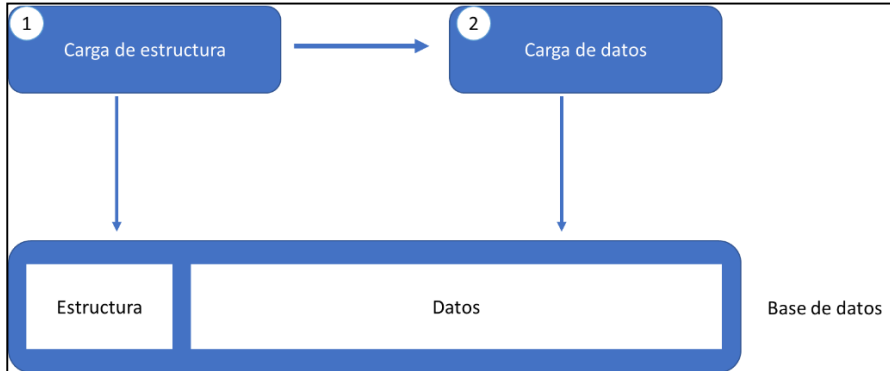 1
Carga de estructura
2
Carga de datos
Estructura
Datos
Base de datos